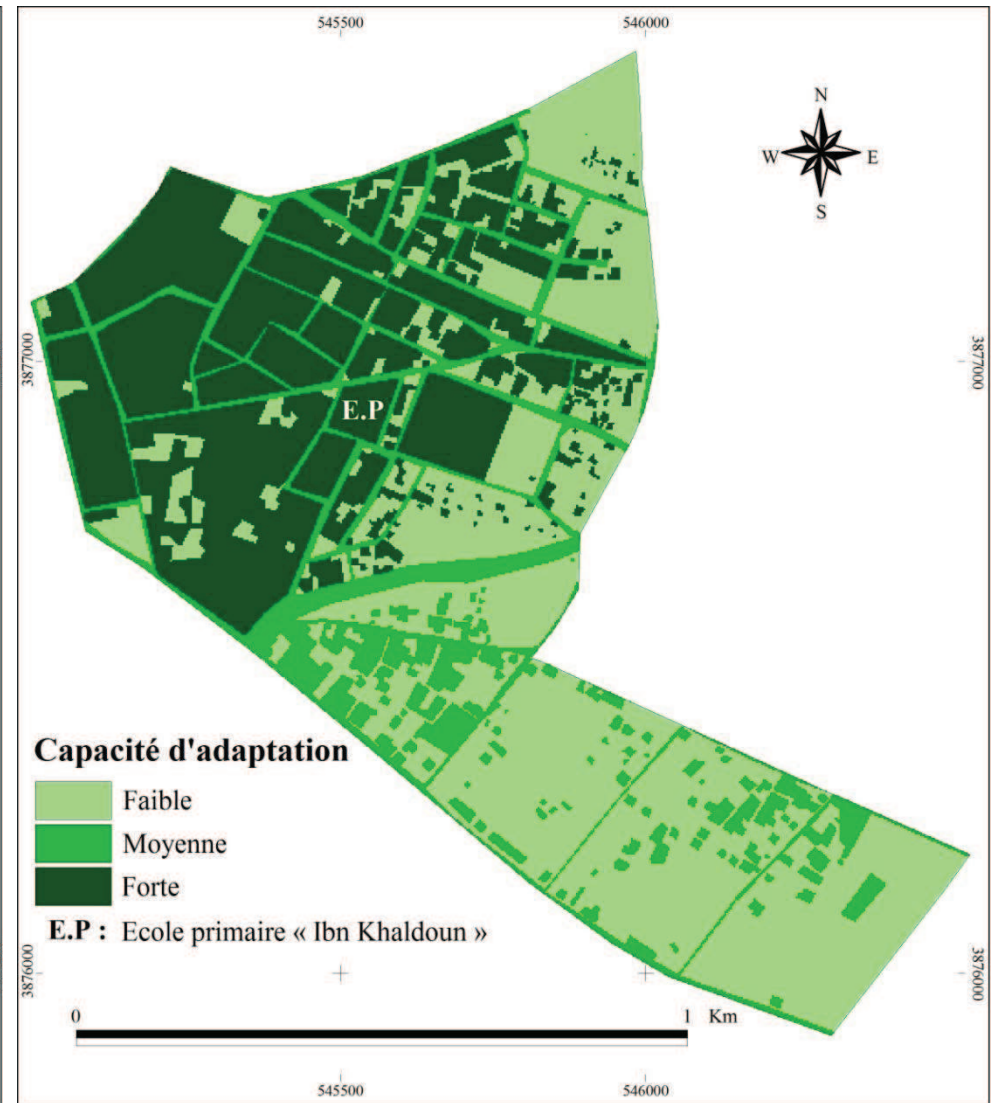 545500 546000
N
W E
S
3877000 3877000
E.P
Capacité d'adaptation
Faible
Moyenne
Forte
E.P : Ecole primaire « Ibn Khaldoun »
3876000 3876000
0 1 Km
545500 546000